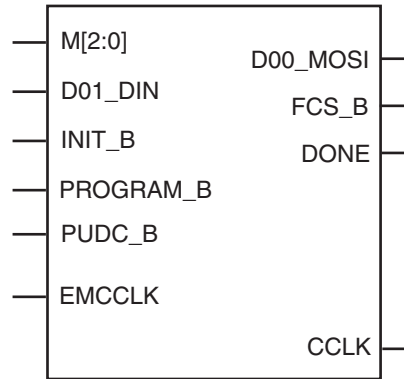 M[2:0]
D01_DIN
INIT_B
PROGRAM_B
PUDC_B
EMCCLK
D00_MOSI
FCS_B
DONE
CCLK